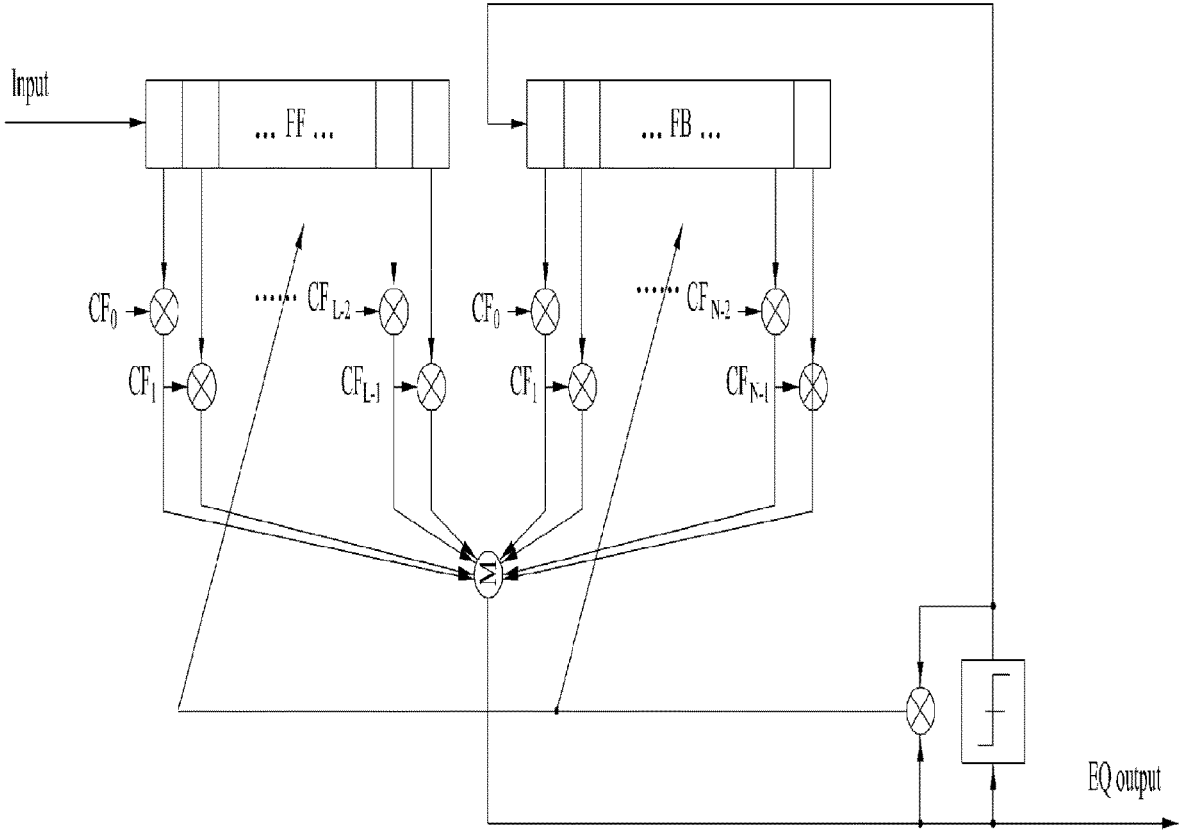 Input
... FF ...
... FB ...
CF0
...... CFL-2
CF0
...... CFN-2
CF1
CFL-1
CF1
CFN-1
M
EQ output